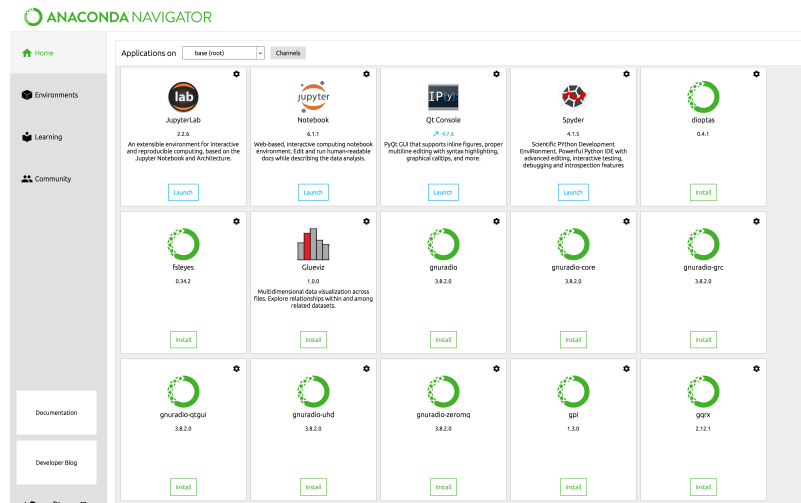 ANACONDA NAVIGATOR
Home
Environments
Learning
Community
Documentation
Developer Blog
Applications on
base (root)
Channels
lab
JupyterLab
2.2.6
An extensible environment for interactive
and reproducible computing, based on the
Jupyter Notebook and Architecture.
Launch
jupyter
Notebook
6.1.1
Web-based, interactive computing notebook
environment. Edit and run human-readable
docs while describing the data analysis.
Launch
IP[y]:
Qt Console
4.7.6
PyQt GUI that supports inline figures, proper
multiline editing with syntax highlighting,
graphical calltips, and more.
Launch
Spyder
4.1.5
Scientific PYthon Development
EnviRonment. Powerful Python IDE with
advanced editing, interactive testing,
debugging and introspection features
Launch
dioptas
0.4.1
Install
fsleyes
0.34.2
Install
Glueviz
1.0.0
Multidimensional data visualization across
files. Explore relationships within and among
related datasets.
Install
gnuradio
3.8.2.0
Install
gnuradio-core
3.8.2.0
Install
gnuradio-grc
3.8.2.0
Install
gnuradio-qtgui
3.8.2.0
Install
gnuradio-uhd
3.8.2.0
Install
gnuradio-zeromq
3.8.2.0
Install
gpi
1.3.0
Install
gqrx
2.12.1
Install